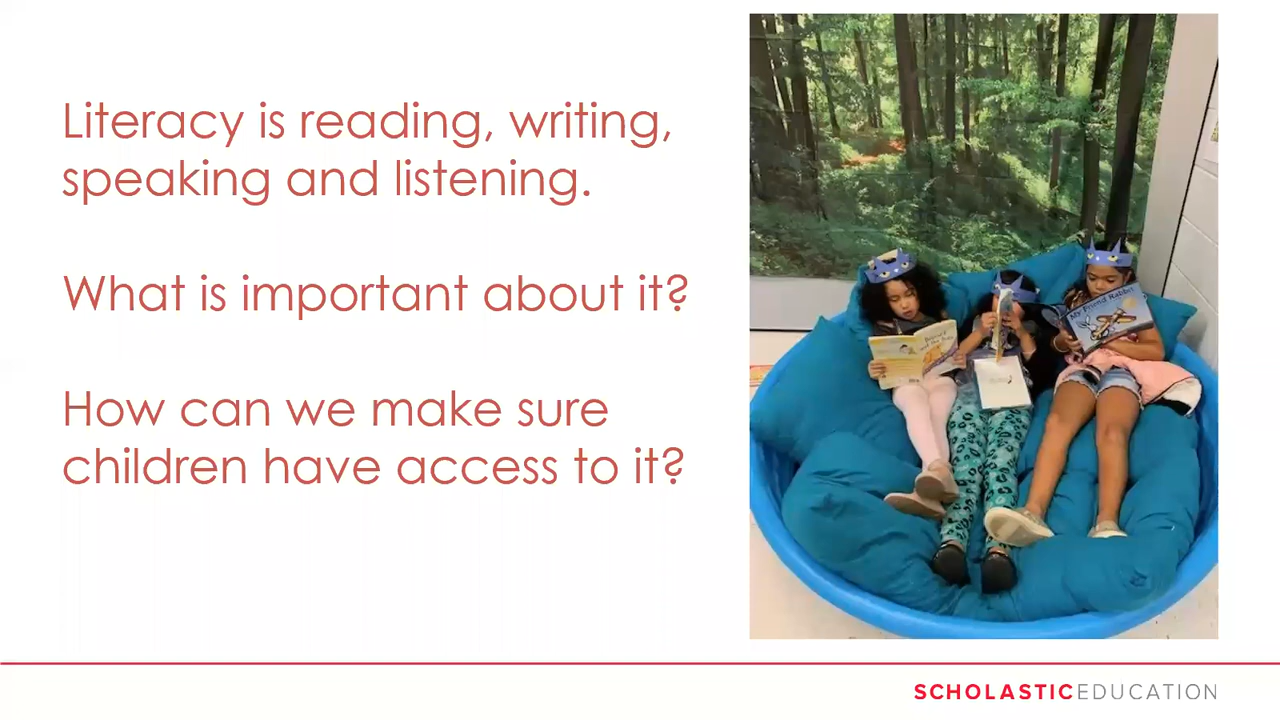 Literacy is reading, writing,
speaking and listening.
What is important about it?
How can we make sure
children have access to it?
My Friend Rabbit
SCHOLASTICEDUCATION